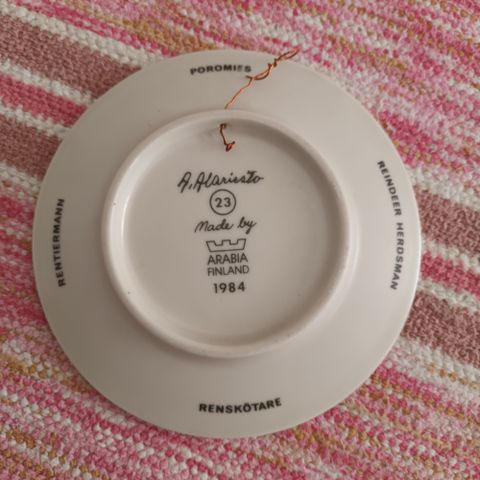 POROMIES
A. Alariesto
23
Made by
ARABIA
FINLAND
1984
REINDEER HERDSMAN
RENSKÖTARE
RENTIERMANN